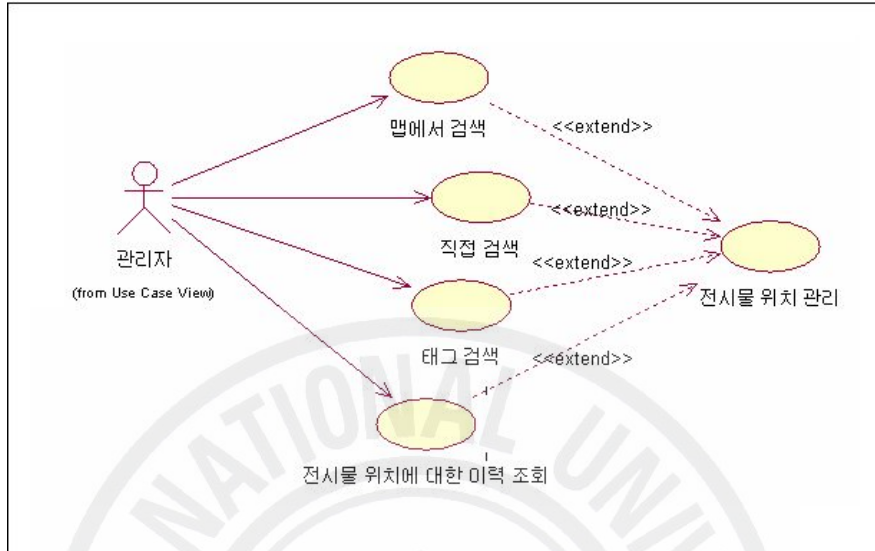 맵에서 검색
<<extend>>
직접 검색
<<extend>>
관리자
(from Use Case View)
<<extend>>
전시물 위치 관리
태그 검색
<<extend>>
전시물 위치에 대한 이력 조회
NATIONAL UNIV